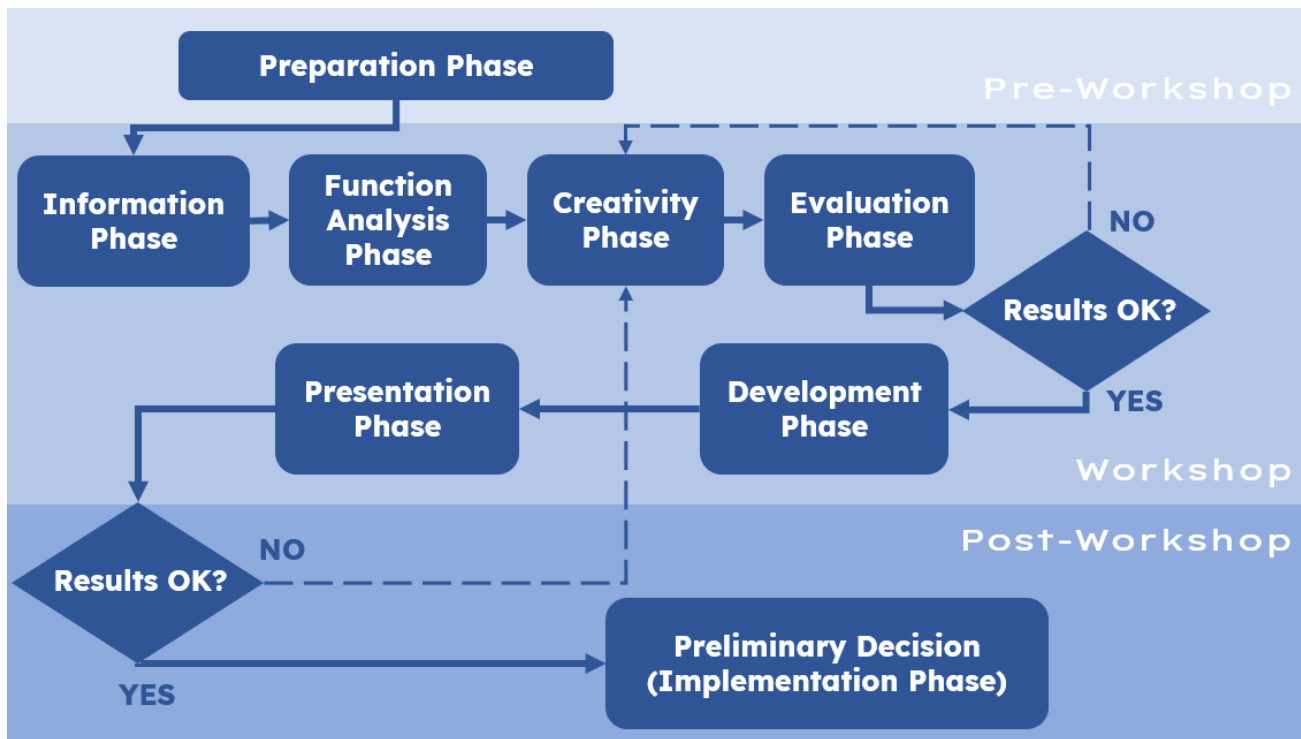 Preparation Phase
Pre-Workshop
Information
Phase
Function
Analysis
Phase
Creativity
Phase
Evaluation
Phase
NO
Results OK?
YES
Development
Phase
Presentation
Phase
Workshop
Post-Workshop
Results OK?
NO
YES
Preliminary Decision
(Implementation Phase)